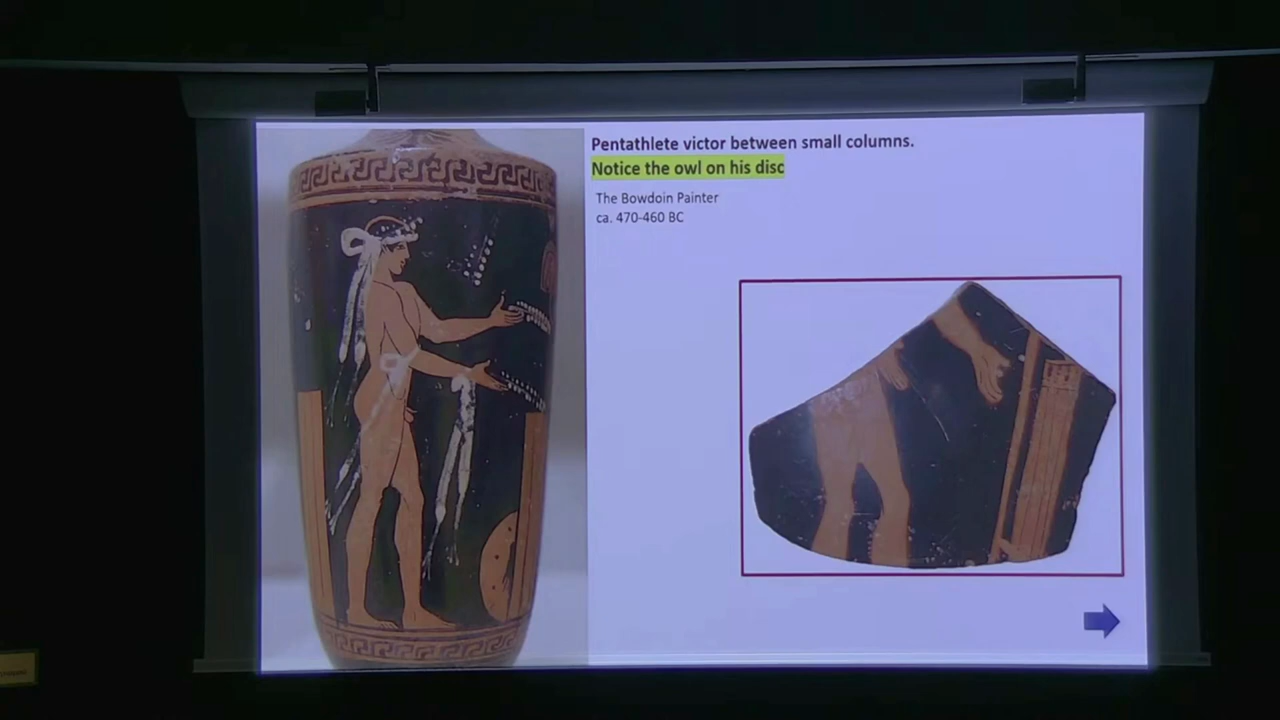 Pentathlete victor between small columns.
Notice the owl on his disc
The Bowdoin Painter
ca. 470-460 BC